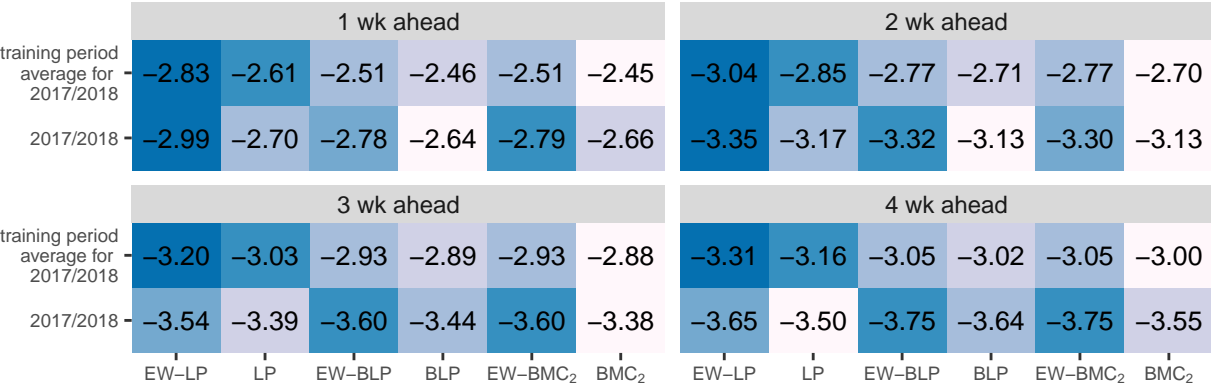 1 wk ahead 2 wk ahead
training period
average for
2017/2018
−2.83 −2.61 −2.51 −2.46 −2.51 −2.45 −3.04 −2.85 −2.77 −2.71 −2.77 −2.70
2017/2018 −2.99 −2.70 −2.78 −2.64 −2.79 −2.66 −3.35 −3.17 −3.32 −3.13 −3.30 −3.13
3 wk ahead 4 wk ahead
training period
average for
2017/2018
−3.20 −3.03 −2.93 −2.89 −2.93 −2.88 −3.31 −3.16 −3.05 −3.02 −3.05 −3.00
2017/2018 −3.54 −3.39 −3.60 −3.44 −3.60 −3.38 −3.65 −3.50 −3.75 −3.64 −3.75 −3.55
EW−LP LP EW−BLP BLP EW−BMC₂ BMC₂ EW−LP LP EW−BLP BLP EW−BMC₂ BMC₂